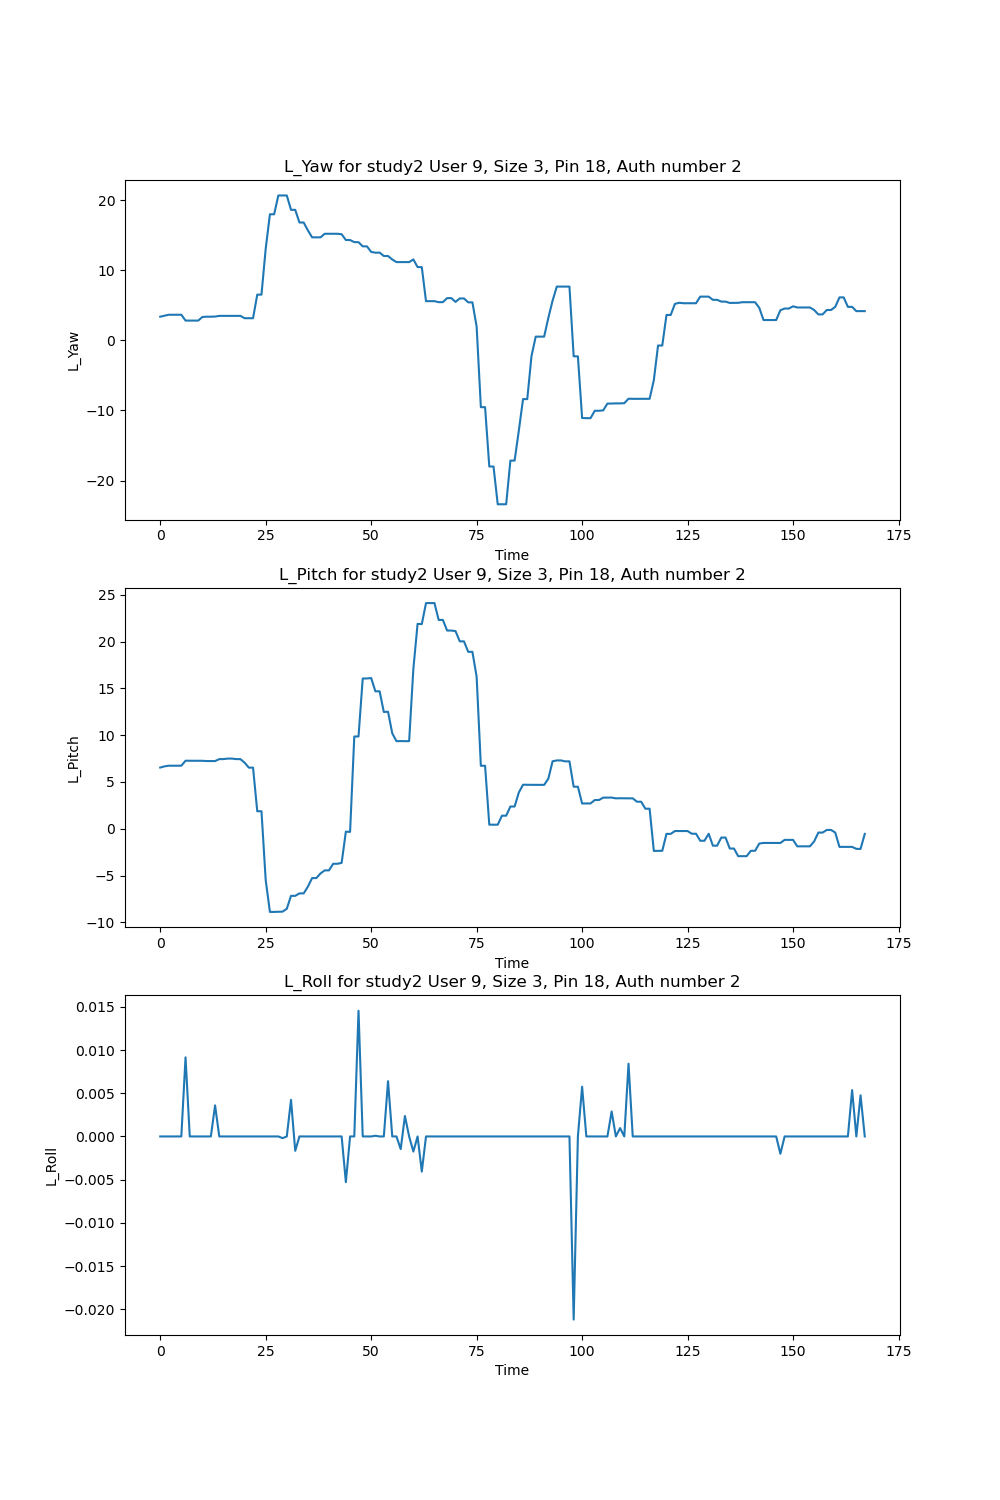 L_Yaw for study2 User 9, Size 3, Pin 18, Auth number 2
20
10
0
−10
−20
L_Yaw
0 25 50 75 100 125 150 175
Time
L_Pitch for study2 User 9, Size 3, Pin 18, Auth number 2
25
20
15
10
5
0
−5
−10
L_Pitch
0 25 50 75 100 125 150 175
Time
L_Roll for study2 User 9, Size 3, Pin 18, Auth number 2
0.015
0.010
0.005
0.000
−0.005
−0.010
−0.015
−0.020
L_Roll
0 25 50 75 100 125 150 175
Time